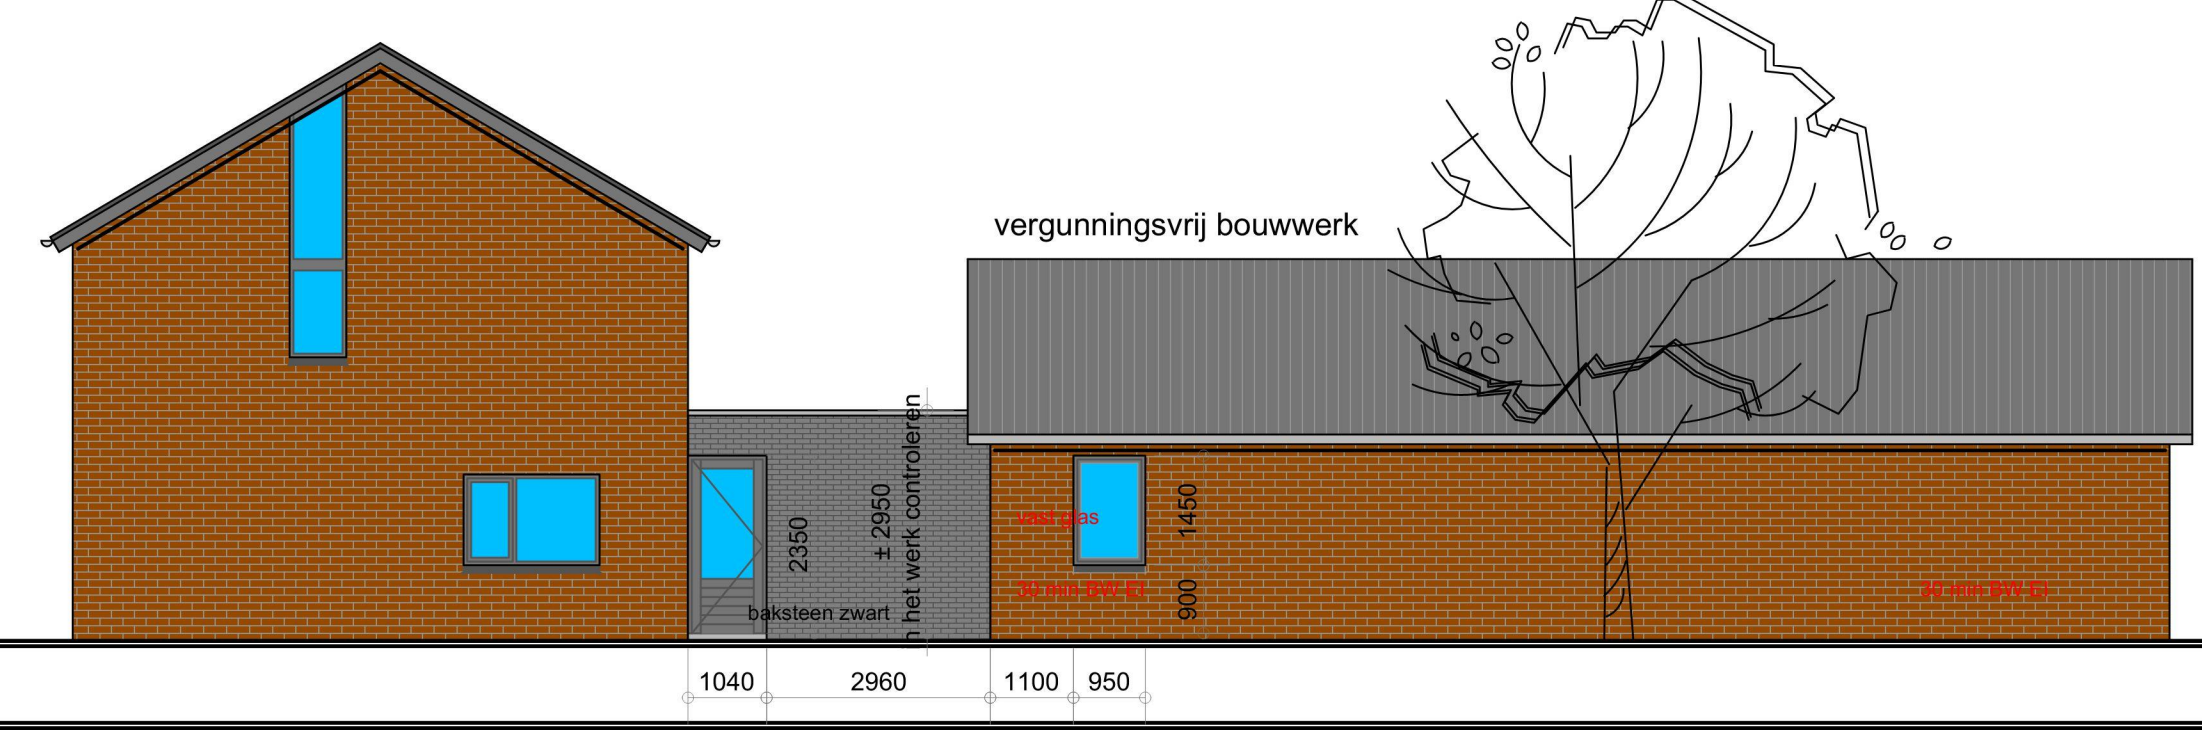 vergunningsvrij bouwwerk
± 2950
het werk controleren
2350
baksteen zwart
vast glas
1450
30 min BW EI
900
30 min BW EI
1040
2960
1100
950